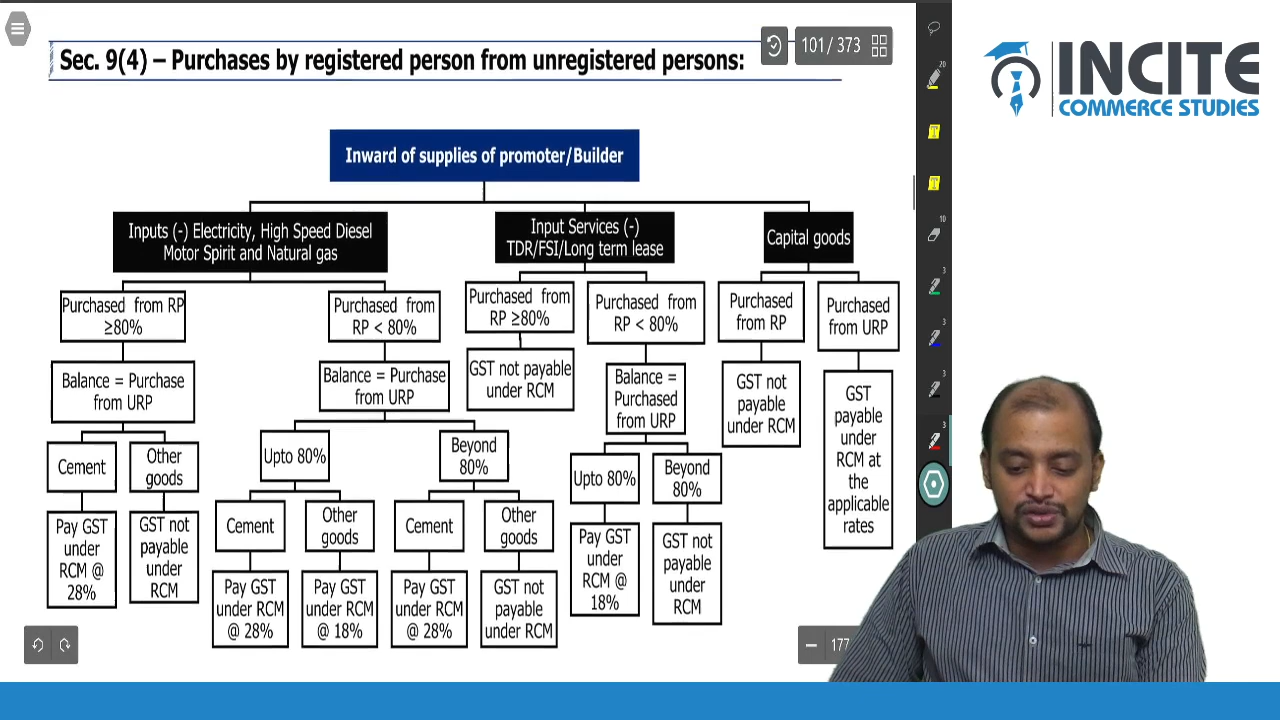 Sec. 9(4) – Purchases by registered person from unregistered persons:
101 / 373
INCITE
COMMERCE STUDIES
Inward of supplies of promoter/Builder
Inputs (-) Electricity, High Speed Diesel
Motor Spirit and Natural gas
Input Services (-)
TDR/FSI/Long term lease
Capital goods
Purchased from RP
≥80%
Purchased from
RP < 80%
Purchased from
RP ≥80%
Purchased from
RP < 80%
Purchased
from RP
Purchased
from URP
Balance = Purchase
from URP
Balance = Purchase
from URP
GST not payable
under RCM
Balance =
Purchased
from URP
GST not
payable
under RCM
GST
payable
under
RCM at
the
applicable
rates
Cement
Other
goods
Upto 80%
Beyond
80%
Upto 80%
Beyond
80%
Pay GST
under
RCM @
28%
GST not
payable
under
RCM
Cement
Other
goods
Cement
Other
goods
Pay GST
under
RCM @
18%
GST not
payable
under
RCM
Pay GST
under RCM
@ 28%
Pay GST
under RCM
@ 18%
Pay GST
under RCM
@ 28%
GST not
payable
under RCM
177
20
10
3
3
3
3